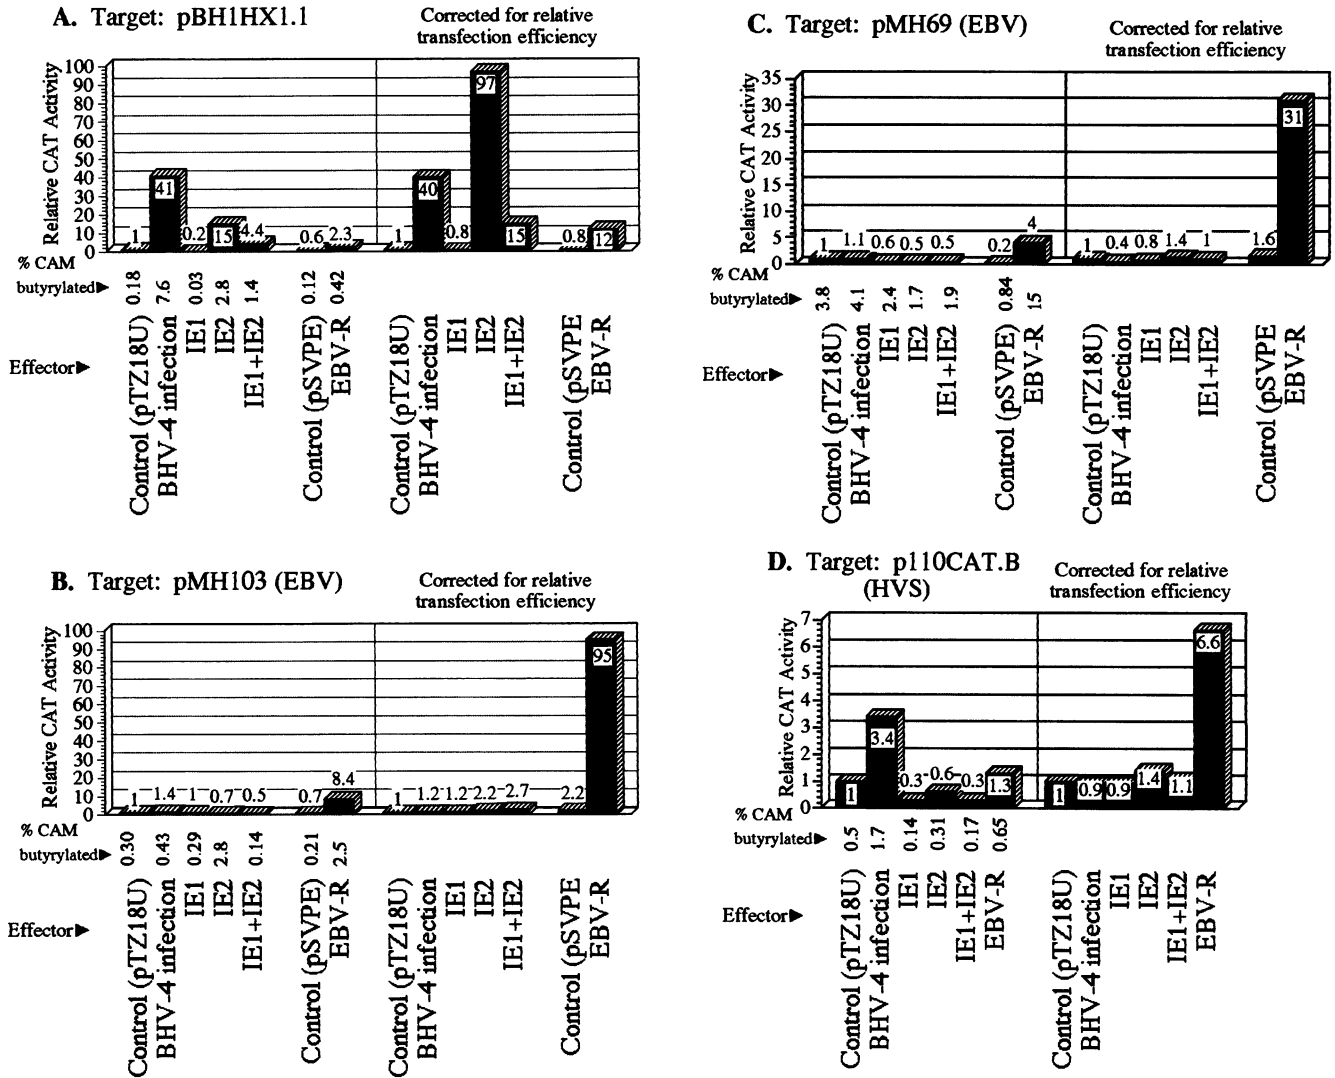 A. Target: pBH1HX1.1
Corrected for relative
transfection efficiency
Relative CAT Activity
100
90
80
70
60
50
40
30
20
10
0
1
41
0.2
15
4.4
0.6
2.3
1
40
0.8
97
15
0.8
12
% CAM
butyrylated
0.18
7.6
0.03
2.8
1.4
0.12
0.42
Effector
Control (pTZ18U)
BHV-4 infection
IE1
IE2
IE1+IE2
Control (pSVPE)
EBV-R
Control (pTZ18U)
BHV-4 infection
IE1
IE2
IE1+IE2
Control (pSVPE
EBV-R
B. Target: pMH103 (EBV)
Corrected for relative
transfection efficiency
Relative CAT Activity
100
90
80
70
60
50
40
30
20
10
0
1
1.4
1
0.7
0.5
0.7
8.4
1
1.2
1.2
2.2
2.7
2.2
95
% CAM
butyrylated
0.30
0.43
0.29
2.8
0.14
0.21
2.5
Effector
Control (pTZ18U)
BHV-4 infection
IE1
IE2
IE1+IE2
Control (pSVPE)
EBV-R
Control (pTZ18U)
BHV-4 infection
IE1
IE2
IE1+IE2
Control (pSVPE
EBV-R
C. Target: pMH69 (EBV)
Corrected for relative
transfection efficiency
Relative CAT Activity
35
30
25
20
15
10
5
0
1
1.1
0.6
0.5
0.5
0.2
4
1
0.4
0.8
1.4
1
1.6
31
% CAM
butyrylated
3.8
4.1
2.4
1.7
1.9
0.84
15
Effector
Control (pTZ18U)
BHV-4 infection
IE1
IE2
IE1+IE2
Control (pSVPE)
EBV-R
Control (pTZ18U)
BHV-4 infection
IE1
IE2
IE1+IE2
Control (pSVPE
EBV-R
D. Target: p110CAT.B
(HVS)
Corrected for relative
transfection efficiency
Relative CAT Activity
7
6
5
4
3
2
1
0
1
3.4
0.3
0.6
0.3
1.3
1
0.9
0.9
1.4
1.1
6.6
% CAM
butyrylated
0.5
1.7
0.14
0.31
0.17
0.65
Effector
Control (pTZ18U)
BHV-4 infection
IE1
IE2
IE1+IE2
EBV-R
Control (pTZ18U)
BHV-4 infection
IE1
IE2
IE1+IE2
EBV-R